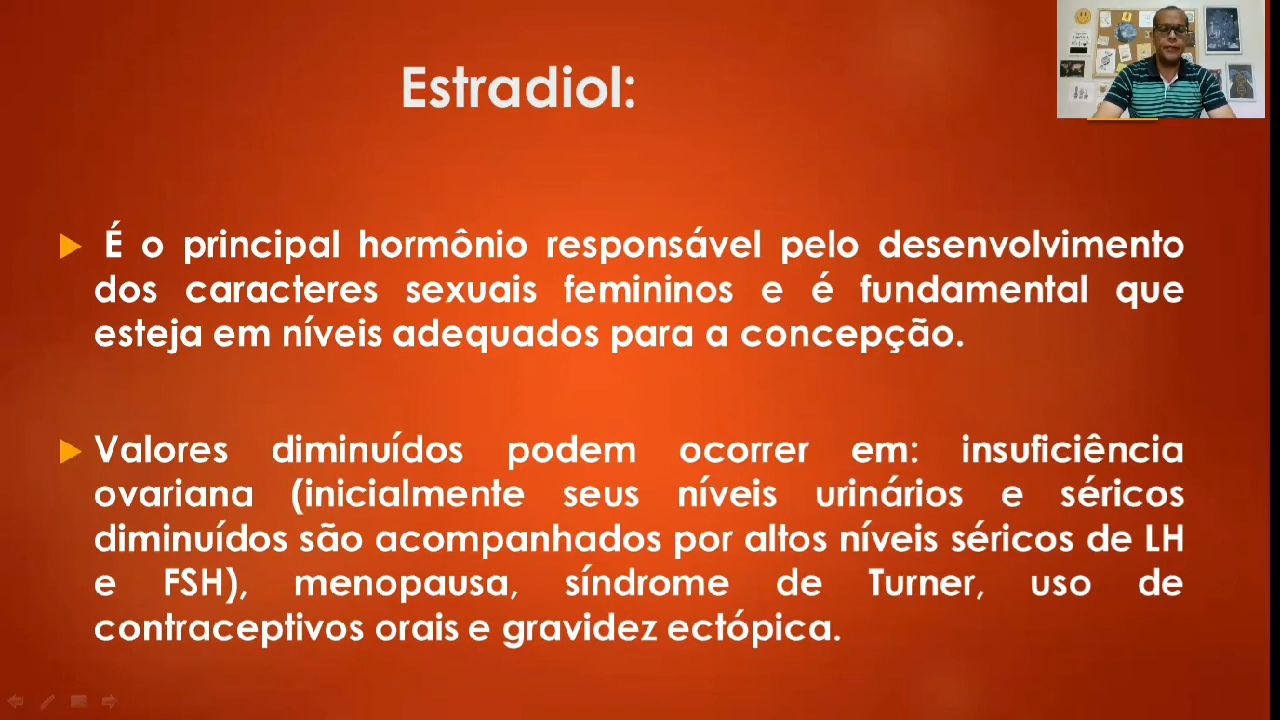 Estradiol:
É o principal hormônio responsável pelo desenvolvimento
dos caracteres sexuais femininos e é fundamental que
esteja em níveis adequados para a concepção.
Valores diminuídos podem ocorrer em: insuficiência
ovariana (inicialmente seus níveis urinários e séricos
diminuídos são acompanhados por altos níveis séricos de LH
e FSH), menopausa, síndrome de Turner, uso de
contraceptivos orais e gravidez ectópica.